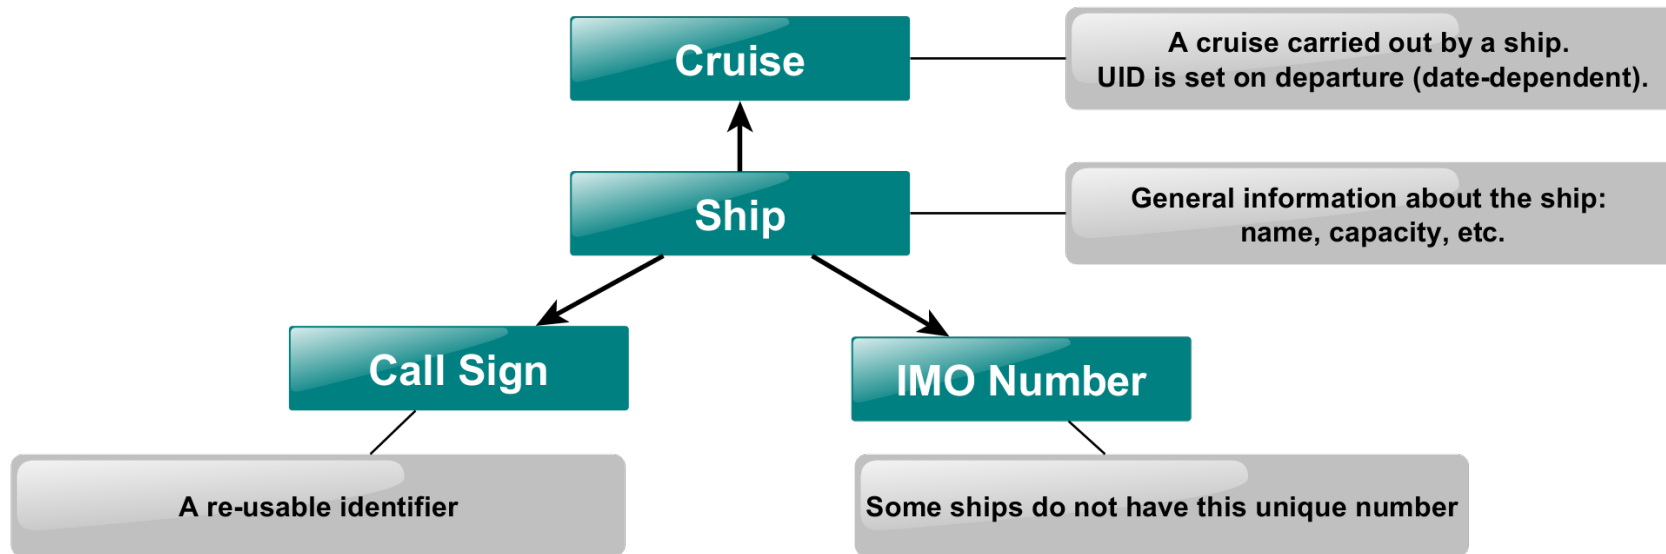 Cruise
A cruise carried out by a ship.
UID is set on departure (date-dependent).
Ship
General information about the ship:
name, capacity, etc.
Call Sign
IMO Number
A re-usable identifier
Some ships do not have this unique number